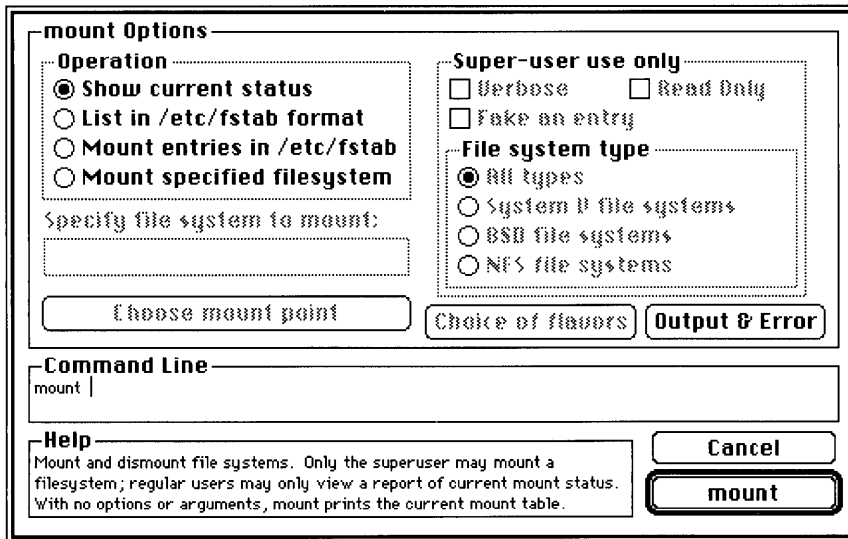 mount Options
Operation
Show current status
List in /etc/fstab format
Mount entries in /etc/fstab
Mount specified filesystem
Specify file system to mount:
Choose mount point
Super-user use only
Verbose
Read Only
Fake an entry
File system type
All types
System V file systems
BSD file systems
NFS file systems
Choice of flavors
Output & Error
Command Line
mount
Help
Mount and dismount file systems. Only the superuser may mount a
filesystem; regular users may only view a report of current mount status.
With no options or arguments, mount prints the current mount table.
Cancel
mount